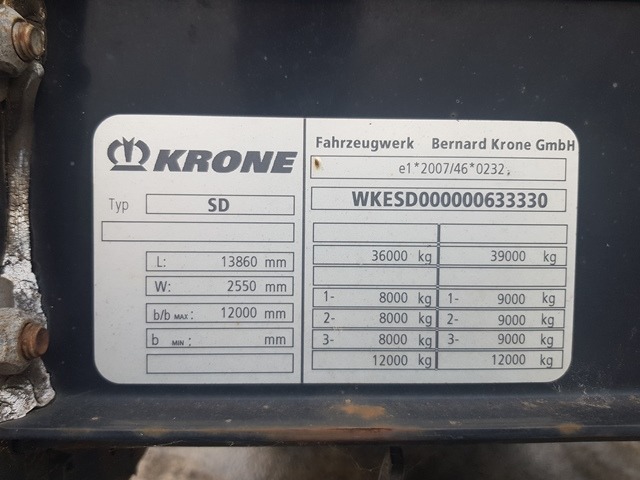 KRONE
Typ SD
L: 13860 mm
W: 2550 mm
b/b MAX: 12000 mm
b MIN: mm
Fahrzeugwerk Bernard Krone GmbH
e1*2007/46*0232.
WKESD000000633330
36000 kg 39000 kg
1- 8000 kg 1- 9000 kg
2- 8000 kg 2- 9000 kg
3- 8000 kg 3- 9000 kg
12000 kg 12000 kg